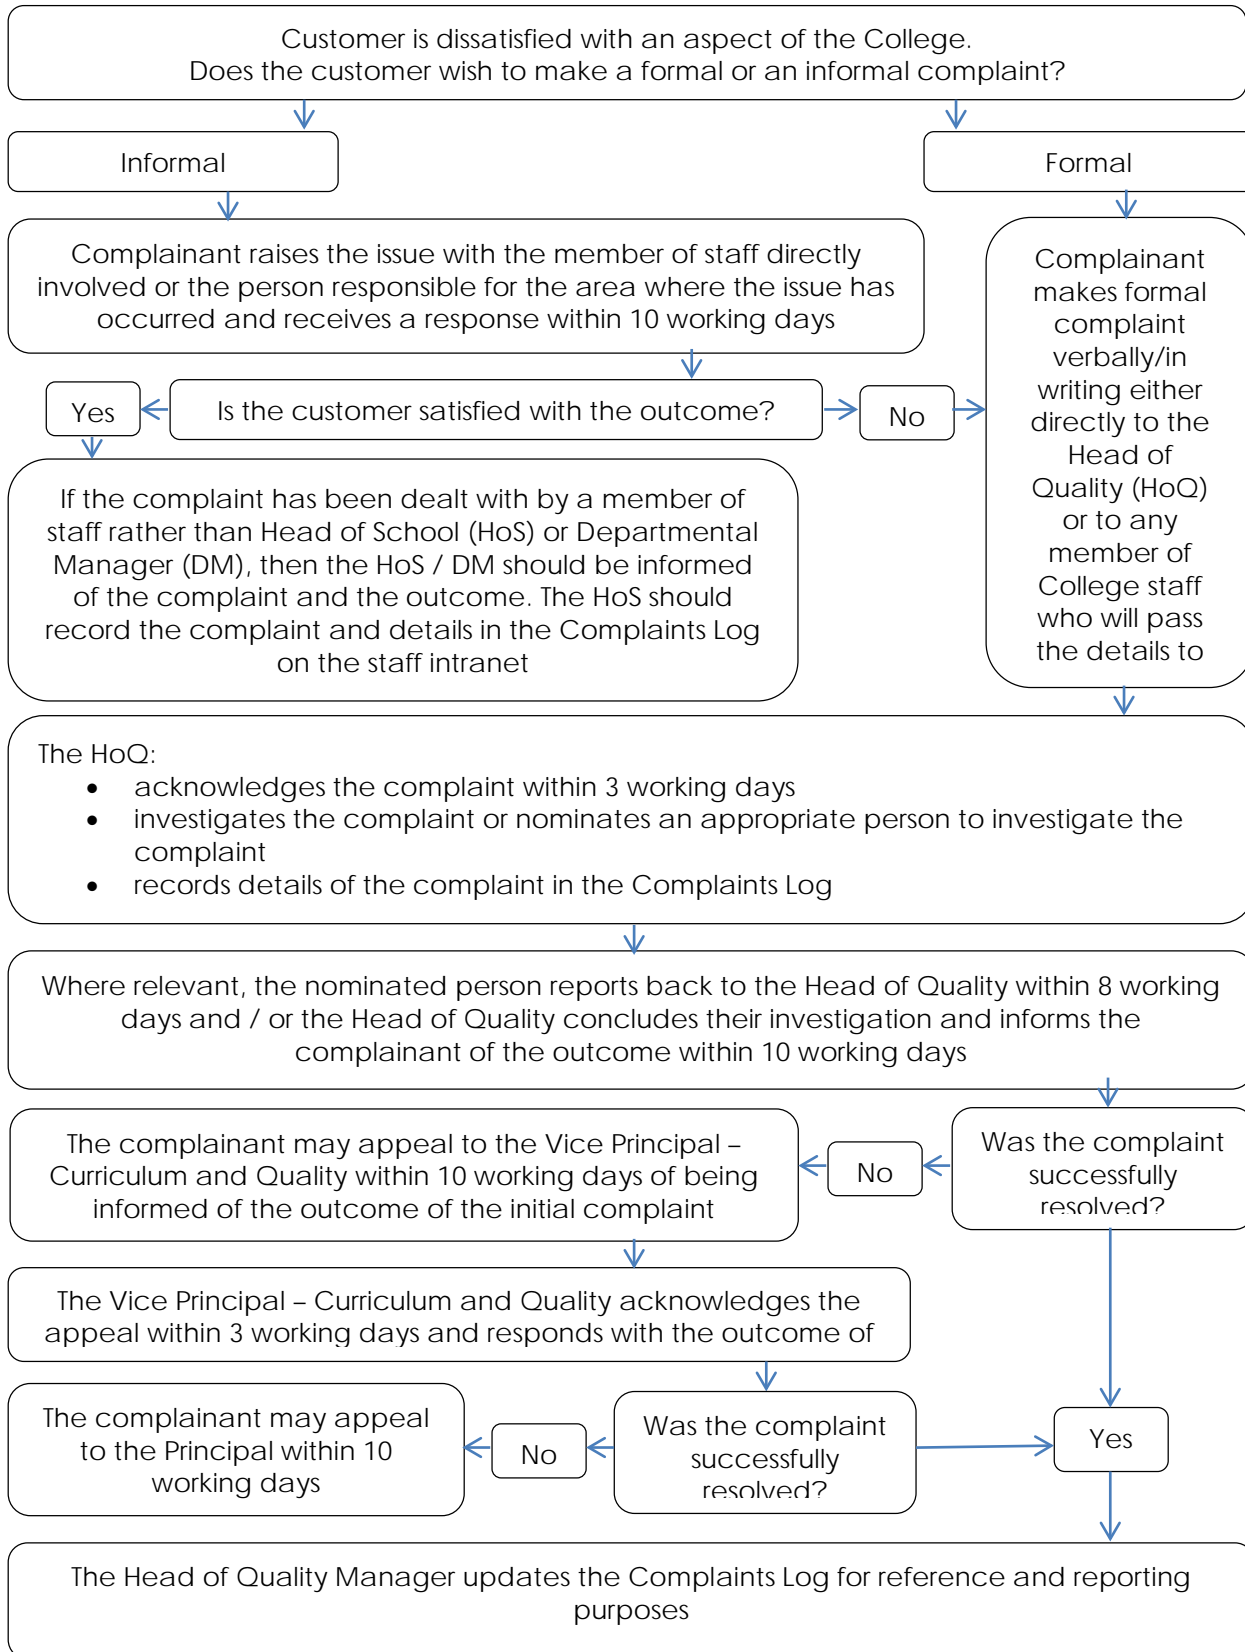 Customer is dissatisfied with an aspect of the College.
Does the customer wish to make a formal or an informal complaint?
Informal
Formal
Complainant raises the issue with the member of staff directly
involved or the person responsible for the area where the issue has
occurred and receives a response within 10 working days
Complainant
makes formal
complaint
verbally/in
writing either
directly to the
Head of
Quality (HoQ)
or to any
member of
College staff
who will pass
the details to
Yes
Is the customer satisfied with the outcome?
No
If the complaint has been dealt with by a member of
staff rather than Head of School (HoS) or Departmental
Manager (DM), then the HoS / DM should be informed
of the complaint and the outcome. The HoS should
record the complaint and details in the Complaints Log
on the staff intranet
The HoQ:
• acknowledges the complaint within 3 working days
• investigates the complaint or nominates an appropriate person to investigate the
complaint
• records details of the complaint in the Complaints Log
Where relevant, the nominated person reports back to the Head of Quality within 8 working
days and / or the Head of Quality concludes their investigation and informs the
complainant of the outcome within 10 working days
The complainant may appeal to the Vice Principal –
Curriculum and Quality within 10 working days of being
informed of the outcome of the initial complaint
No
Was the complaint
successfully
resolved?
The Vice Principal – Curriculum and Quality acknowledges the
appeal within 3 working days and responds with the outcome of
The complainant may appeal
to the Principal within 10
working days
No
Was the complaint
successfully
resolved?
Yes
The Head of Quality Manager updates the Complaints Log for reference and reporting
purposes